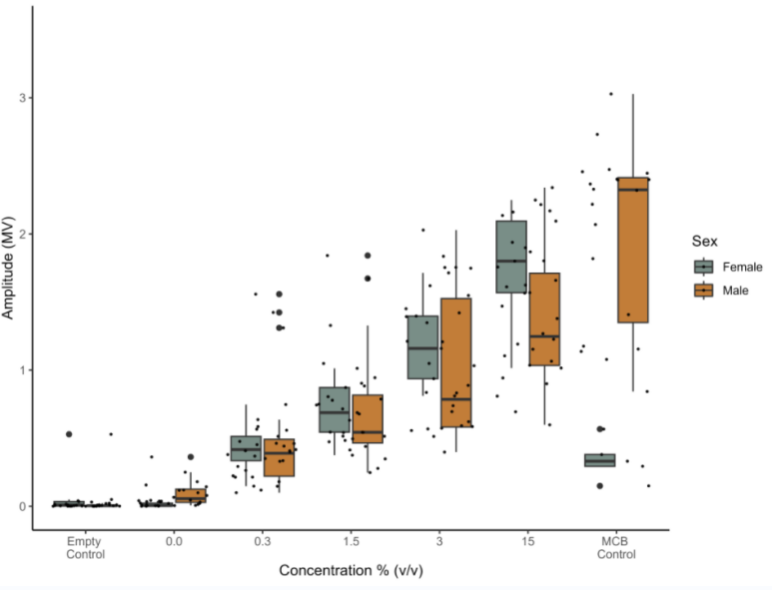 Amplitude (MV)
3
2
1
0
Empty
Control
0.0
0.3
1.5
3
15
MCB
Control
Concentration % (v/v)
Sex
Female
Male